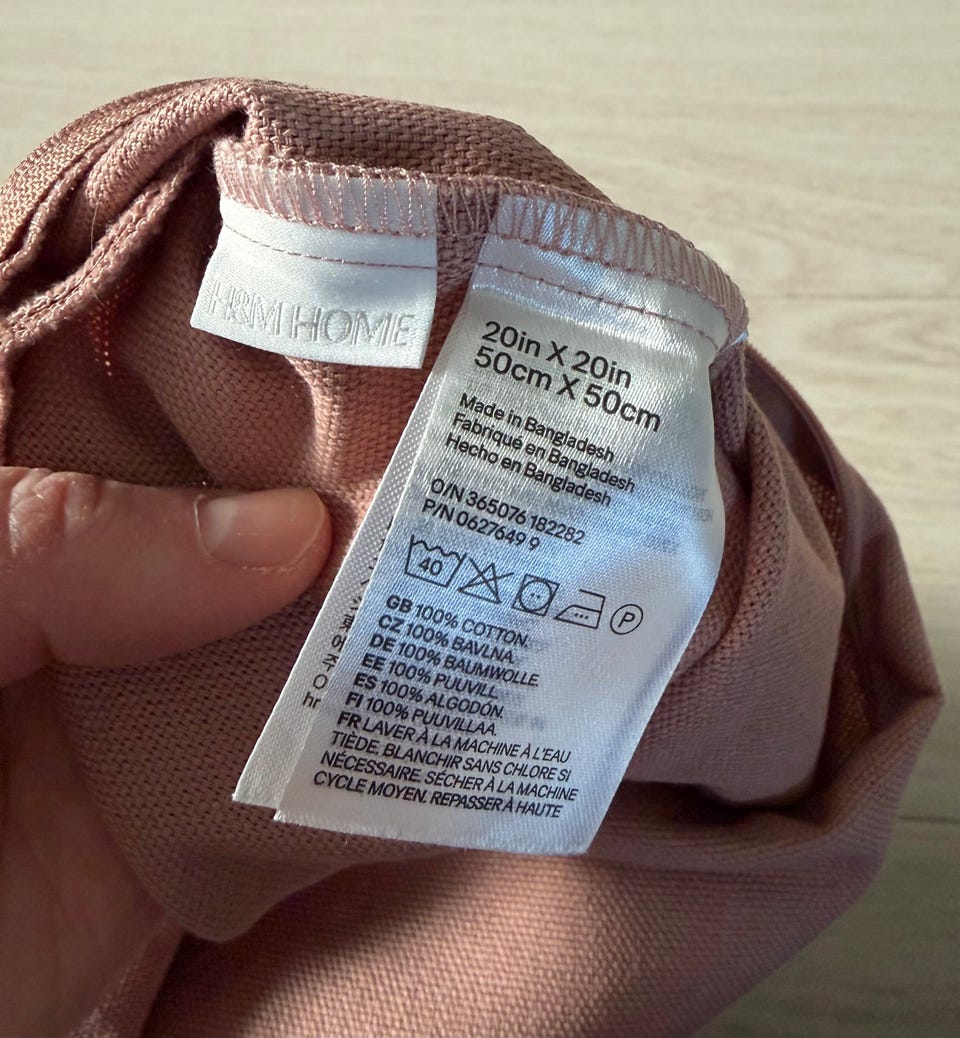 H&M HOME
20in X 20in
50cm X 50cm
Made in Bangladesh
Fabriqué en Bangladesh
Hecho en Bangladesh
O/N 365076 182282
P/N 0627649 9
40
P
GB 100% COTTON.
CZ 100% BAVLNA.
DE 100% BAUMWOLLE.
EE 100% PUUVILL.
ES 100% ALGODÓN.
FI 100% PUUVILLAA.
FR LAVER À LA MACHINE À L'EAU
TIÈDE. BLANCHIR SANS CHLORE SI
NÉCESSAIRE. SÉCHER À LA MACHINE
CYCLE MOYEN. REPASSER À HAUTE
hr